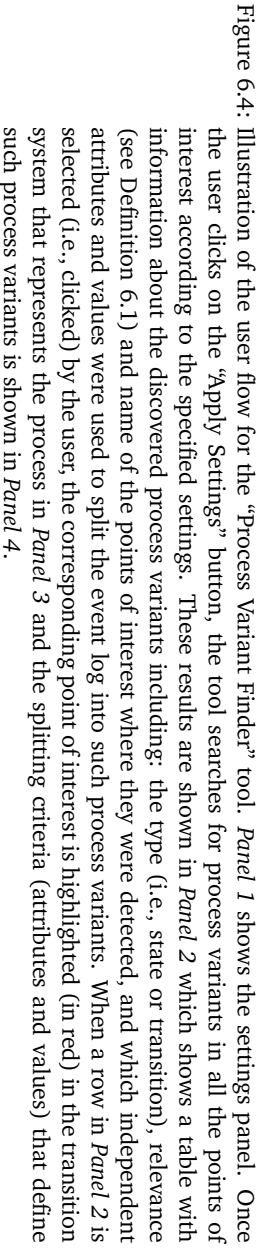 Figure 6.4: Illustration of the user flow for the “Process Variant Finder” tool. Panel 1 shows the settings panel. Once
the user clicks on the “Apply Settings” button, the tool searches for process variants in all the points of
interest according to the specified settings. These results are shown in Panel 2 which shows a table with
information about the discovered process variants including: the type (i.e., state or transition), relevance
(see Definition 6.1) and name of the points of interest where they were detected, and which independent
attributes and values were used to split the event log into such process variants. When a row in Panel 2 is
selected (i.e., clicked) by the user, the corresponding point of interest is highlighted (in red) in the transition
system that represents the process in Panel 3 and the splitting criteria (attributes and values) that define
such process variants is shown in Panel 4.